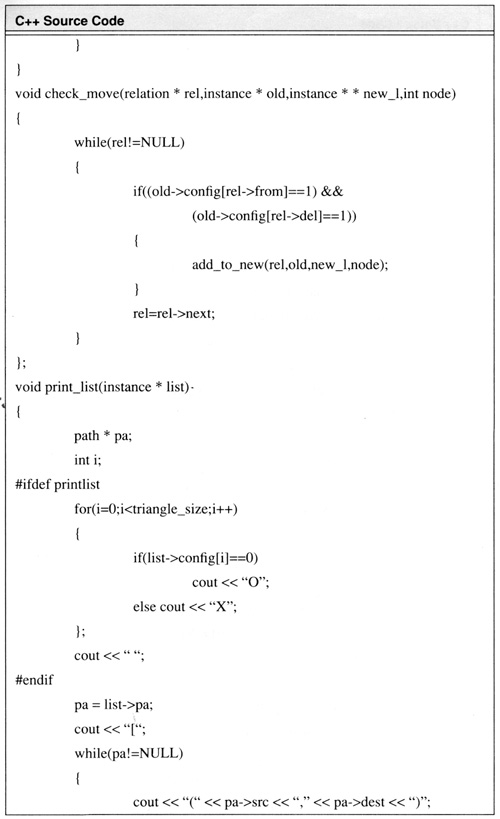 C++ Source Code
}
}
void check_move(relation * rel,instance * old,instance * * new_l,int node)
{
while(rel!=NULL)
{
if((old->config[rel->from]==1) &&
(old->config[rel->del]==1))
{
add_to_new(rel,old,new_l,node);
}
rel=rel->next;
}
};
void print_list(instance * list)
{
path * pa;
int i;
#ifdef printlist
for(i=0;i<triangle_size;i++)
{
if(list->config[i]==0)
cout << “O”;
else cout << “X”;
};
cout << “ “;
#endif
pa = list->pa;
cout << “[“;
while(pa!=NULL)
{
cout << “(“ << pa->src << “,” << pa->dest << “)”;